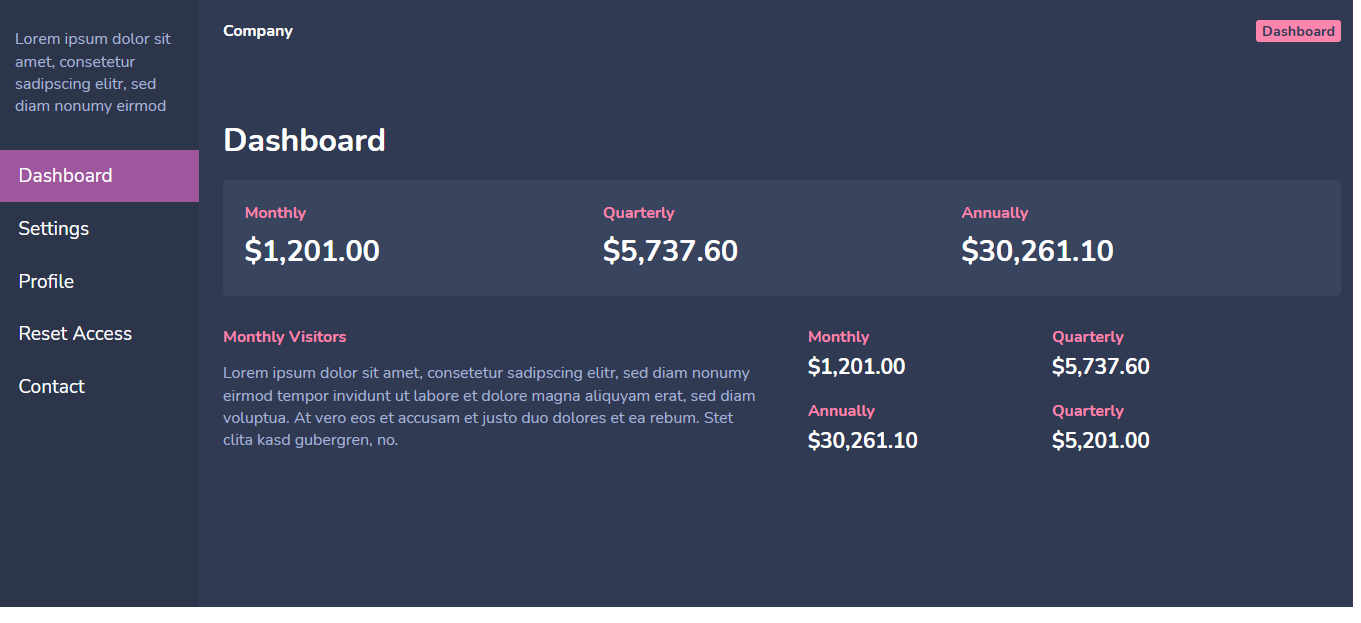 Lorem ipsum dolor sit
amet, consetetur
sadipscing elitr, sed
diam nonumy eirmod
Dashboard
Settings
Profile
Reset Access
Contact
Company
Dashboard
Dashboard
Monthly
$1,201.00
Quarterly
$5,737.60
Annually
$30,261.10
Monthly Visitors
Lorem ipsum dolor sit amet, consetetur sadipscing elitr, sed diam nonumy
eirmod tempor invidunt ut labore et dolore magna aliquyam erat, sed diam
voluptua. At vero eos et accusam et justo duo dolores et ea rebum. Stet
clita kasd gubergren, no.
Monthly
$1,201.00
Quarterly
$5,737.60
Annually
$30,261.10
Quarterly
$5,201.00